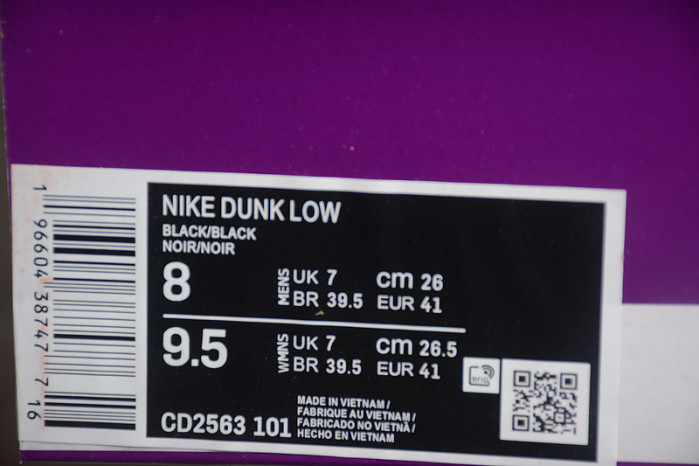 NIKE DUNK LOW
BLACK/BLACK
NOIR/NOIR
8
MENS
UK 7 cm 26
BR 39.5 EUR 41
9.5
WMNS
UK 7 cm 26.5
BR 39.5 EUR 41
RFID
CD2563 101
MADE IN VIETNAM /
FABRIQUE AU VIETNAM /
FABRICADO NO VIETNÃ /
HECHO EN VIETNAM
1 96604 38747 7 16